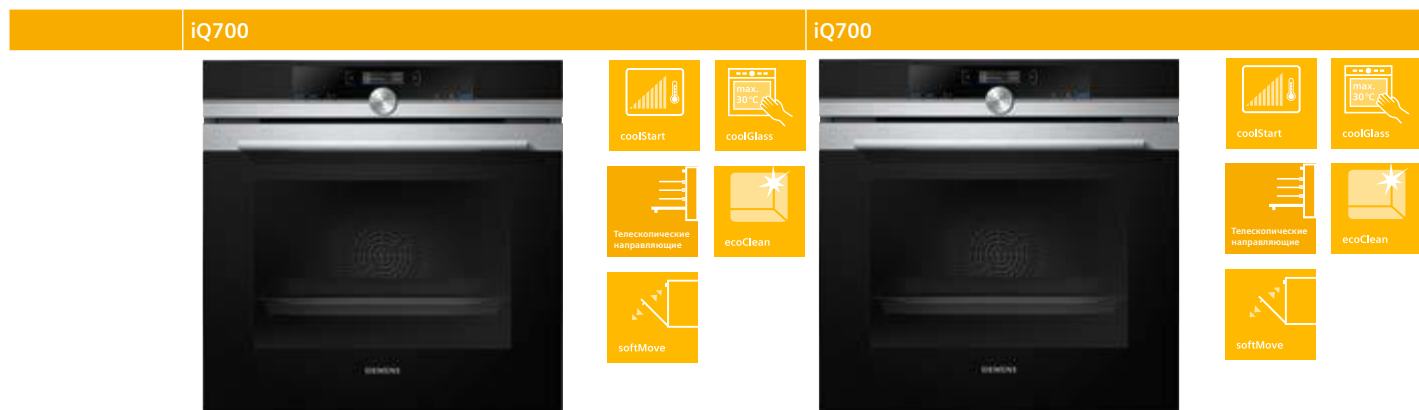 iQ700
iQ700
coolStart
max.
30 °C
coolGlass
Телескопические
направляющие
ecoClean
softMove
SIEMENS
coolStart
max.
30 °C
coolGlass
Телескопические
направляющие
ecoClean
softMove
SIEMENS